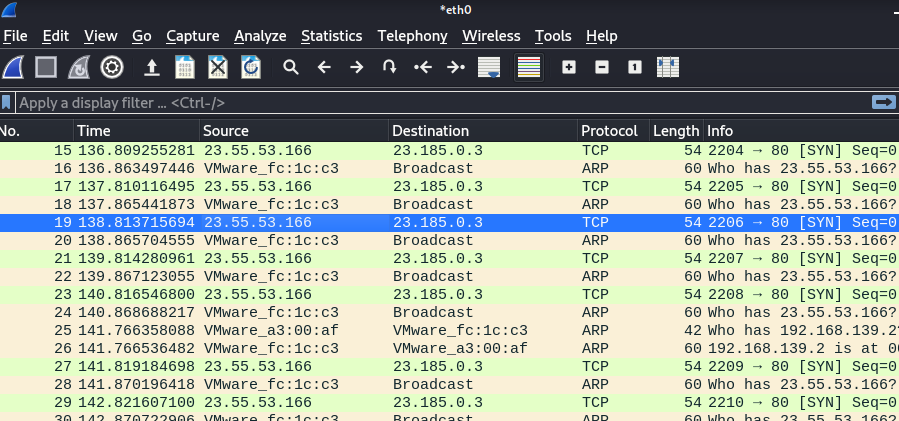 *eth0
File Edit View Go Capture Analyze Statistics Telephony Wireless Tools Help
Apply a display filter … <Ctrl-/>
No. Time Source Destination Protocol Length Info
15 136.809255281 23.55.53.166 23.185.0.3 TCP 54 2204 → 80 [SYN] Seq=0
16 136.863497446 VMware_fc:1c:c3 Broadcast ARP 60 Who has 23.55.53.166?
17 137.810116495 23.55.53.166 23.185.0.3 TCP 54 2205 → 80 [SYN] Seq=0
18 137.865441873 VMware_fc:1c:c3 Broadcast ARP 60 Who has 23.55.53.166?
19 138.813715694 23.55.53.166 23.185.0.3 TCP 54 2206 → 80 [SYN] Seq=0
20 138.865704555 VMware_fc:1c:c3 Broadcast ARP 60 Who has 23.55.53.166?
21 139.814280961 23.55.53.166 23.185.0.3 TCP 54 2207 → 80 [SYN] Seq=0
22 139.867123055 VMware_fc:1c:c3 Broadcast ARP 60 Who has 23.55.53.166?
23 140.816546800 23.55.53.166 23.185.0.3 TCP 54 2208 → 80 [SYN] Seq=0
24 140.868688217 VMware_fc:1c:c3 Broadcast ARP 60 Who has 23.55.53.166?
25 141.766358088 VMware_a3:00:af VMware_fc:1c:c3 ARP 42 Who has 192.168.139.2?
26 141.766536482 VMware_fc:1c:c3 VMware_a3:00:af ARP 60 192.168.139.2 is at 00
27 141.819184698 23.55.53.166 23.185.0.3 TCP 54 2209 → 80 [SYN] Seq=0
28 141.870196418 VMware_fc:1c:c3 Broadcast ARP 60 Who has 23.55.53.166?
29 142.821607100 23.55.53.166 23.185.0.3 TCP 54 2210 → 80 [SYN] Seq=0
30 142.870722906 VMware_fc:1c:c3 Broadcast ARP 60 Who has 23.55.53.166?